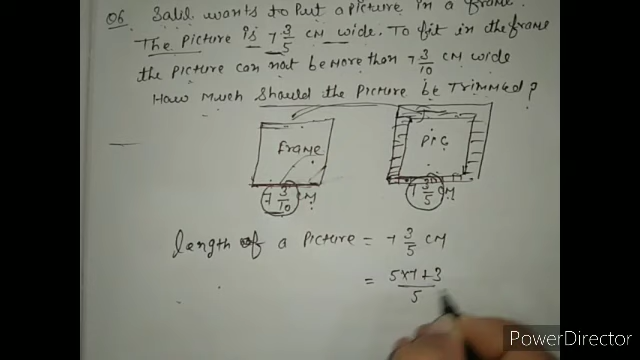 Q6. Salil wants to put a picture in a frame.
The Picture is 7 3/5 cm wide. To fit in the frame
the picture can not be more than 7 3/10 cm wide
How much should the picture be Trimmed?
Frame
PIC
7 3/10 CM
7 3/5 CM
length of a picture = 7 3/5 cm
= 5x7+3/5
PowerDirector